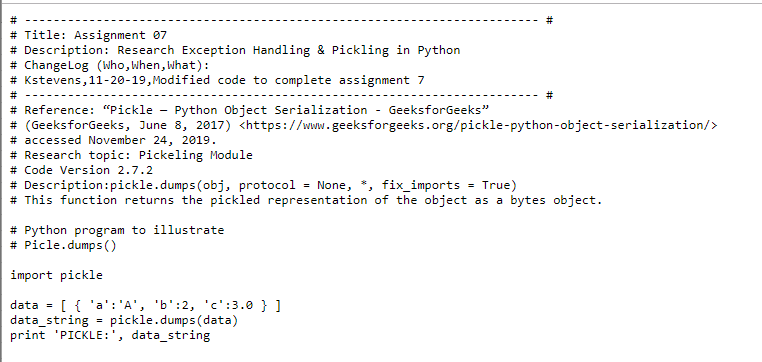 # ---------------------------------------------------------------------- #
# Title: Assignment 07
# Description: Research Exception Handling & Pickling in Python
# ChangeLog (Who,When,What):
# Kstevens,11-20-19,Modified code to complete assignment 7
# ---------------------------------------------------------------------- #
# Reference: “Pickle — Python Object Serialization - GeeksforGeeks”
# (GeeksforGeeks, June 8, 2017) <https://www.geeksforgeeks.org/pickle-python-object-serialization/>
# accessed November 24, 2019.
# Research topic: Pickeling Module
# Code Version 2.7.2
# Description:pickle.dumps(obj, protocol = None, *, fix_imports = True)
# This function returns the pickled representation of the object as a bytes object.
# Python program to illustrate
# Picle.dumps()
import pickle
data = [ { 'a':'A', 'b':2, 'c':3.0 } ]
data_string = pickle.dumps(data)
print 'PICKLE:', data_string